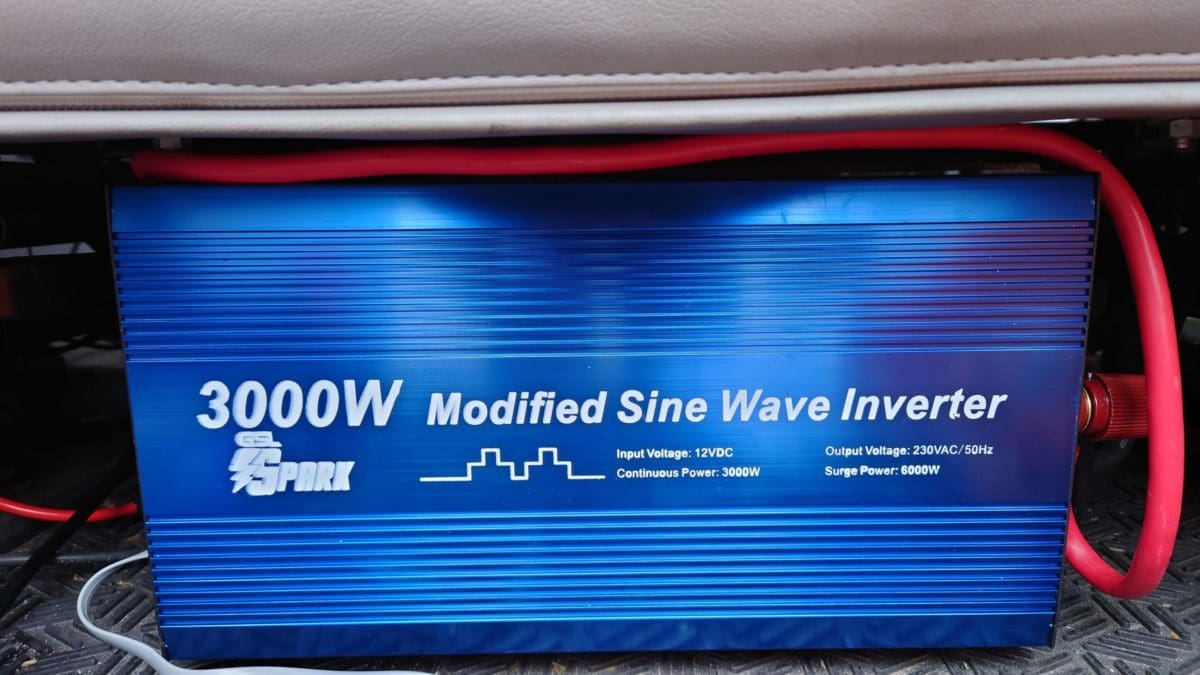 3000W Modified Sine Wave Inverter
GSL
SPARK
Input Voltage: 12VDC
Continuous Power: 3000W
Output Voltage: 230VAC/50Hz
Surge Power: 6000W